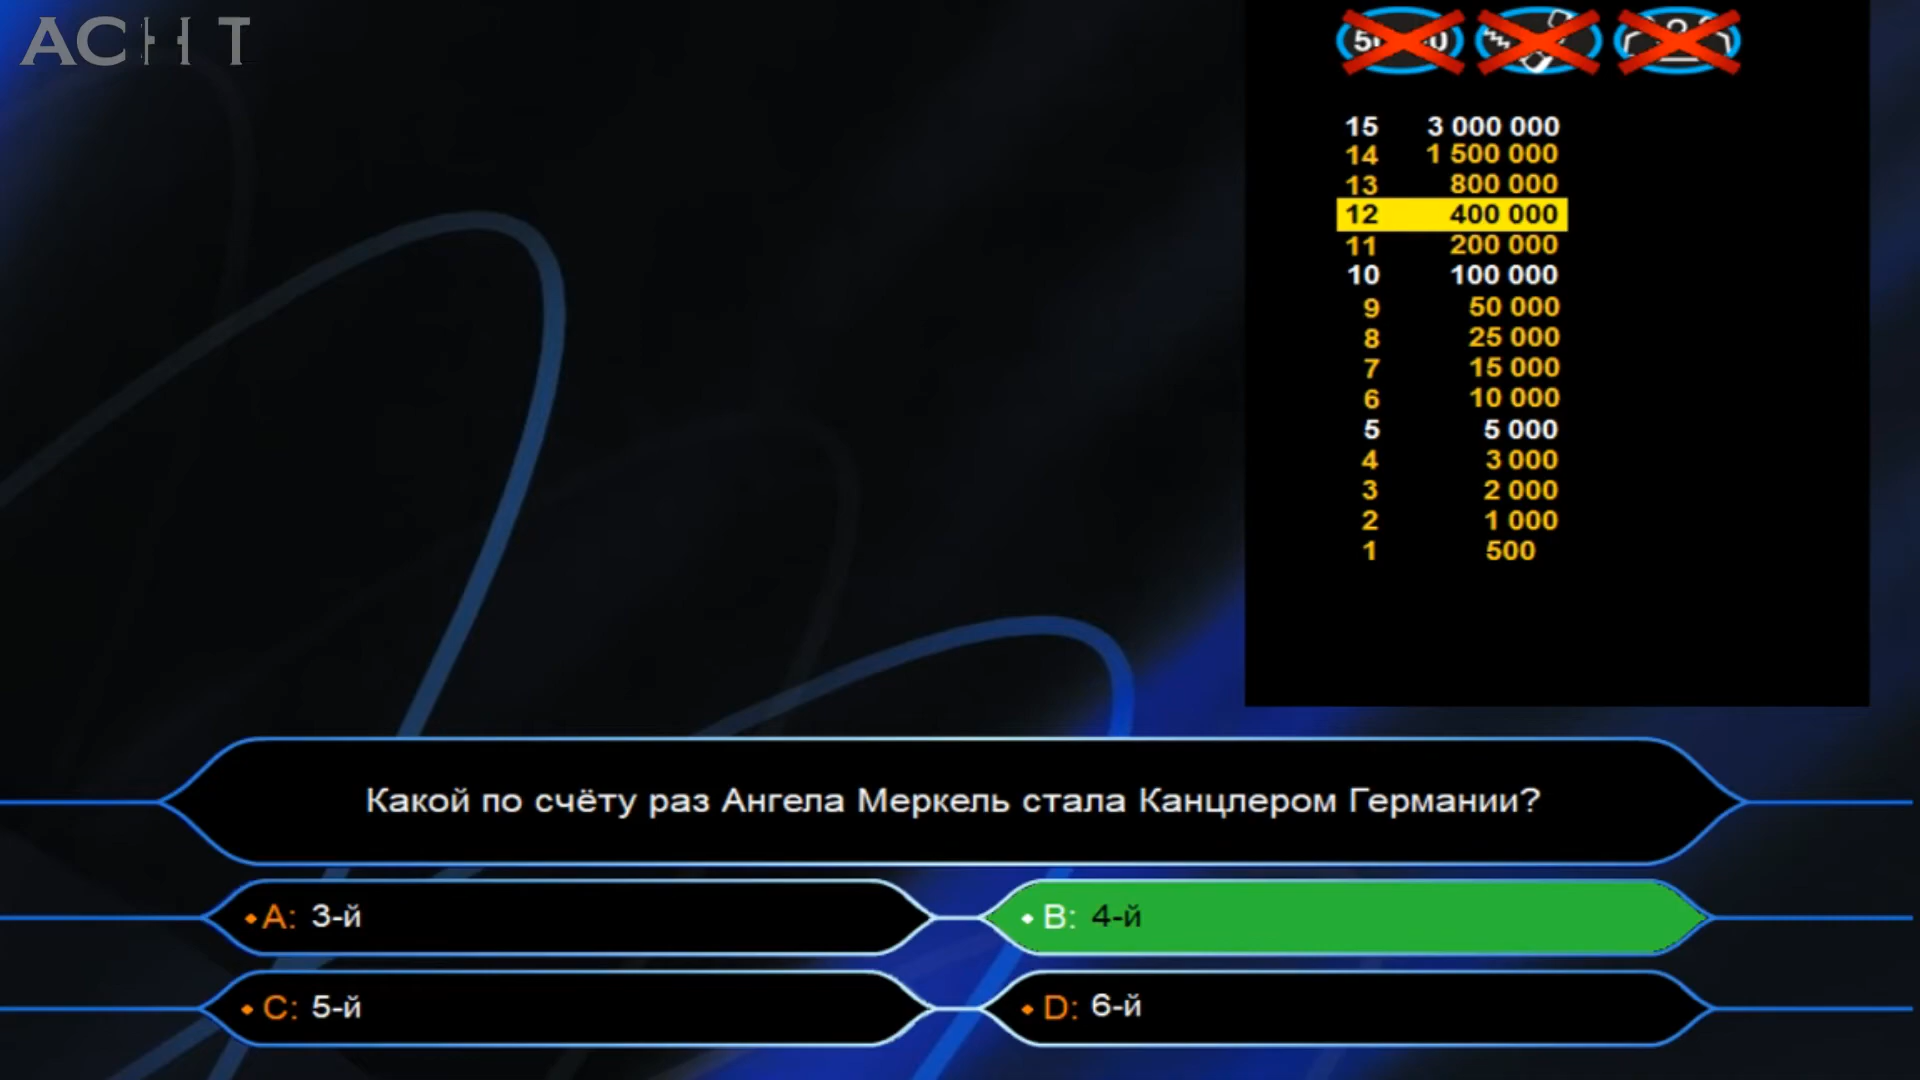 15 3 000 000
14 1 500 000
13 800 000
12 400 000
11 200 000
10 100 000
9 50 000
8 25 000
7 15 000
6 10 000
5 5 000
4 3 000
3 2 000
2 1 000
1 500
Какой по счёту раз Ангела Меркель стала Канцлером Германии?
A: 3-й
B: 4-й
C: 5-й
D: 6-й